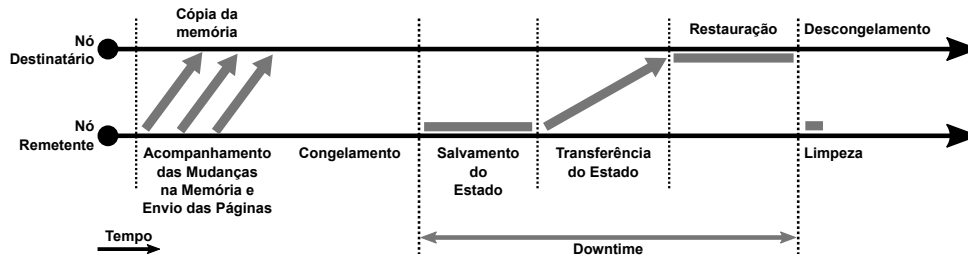 Cópia da
memória
Restauração
Descongelamento
Nó
Destinatário
Nó
Remetente
Acompanhamento
das Mudanças
na Memória e
Envio das Páginas
Congelamento
Salvamento
do
Estado
Transferência
do Estado
Limpeza
Tempo
Downtime